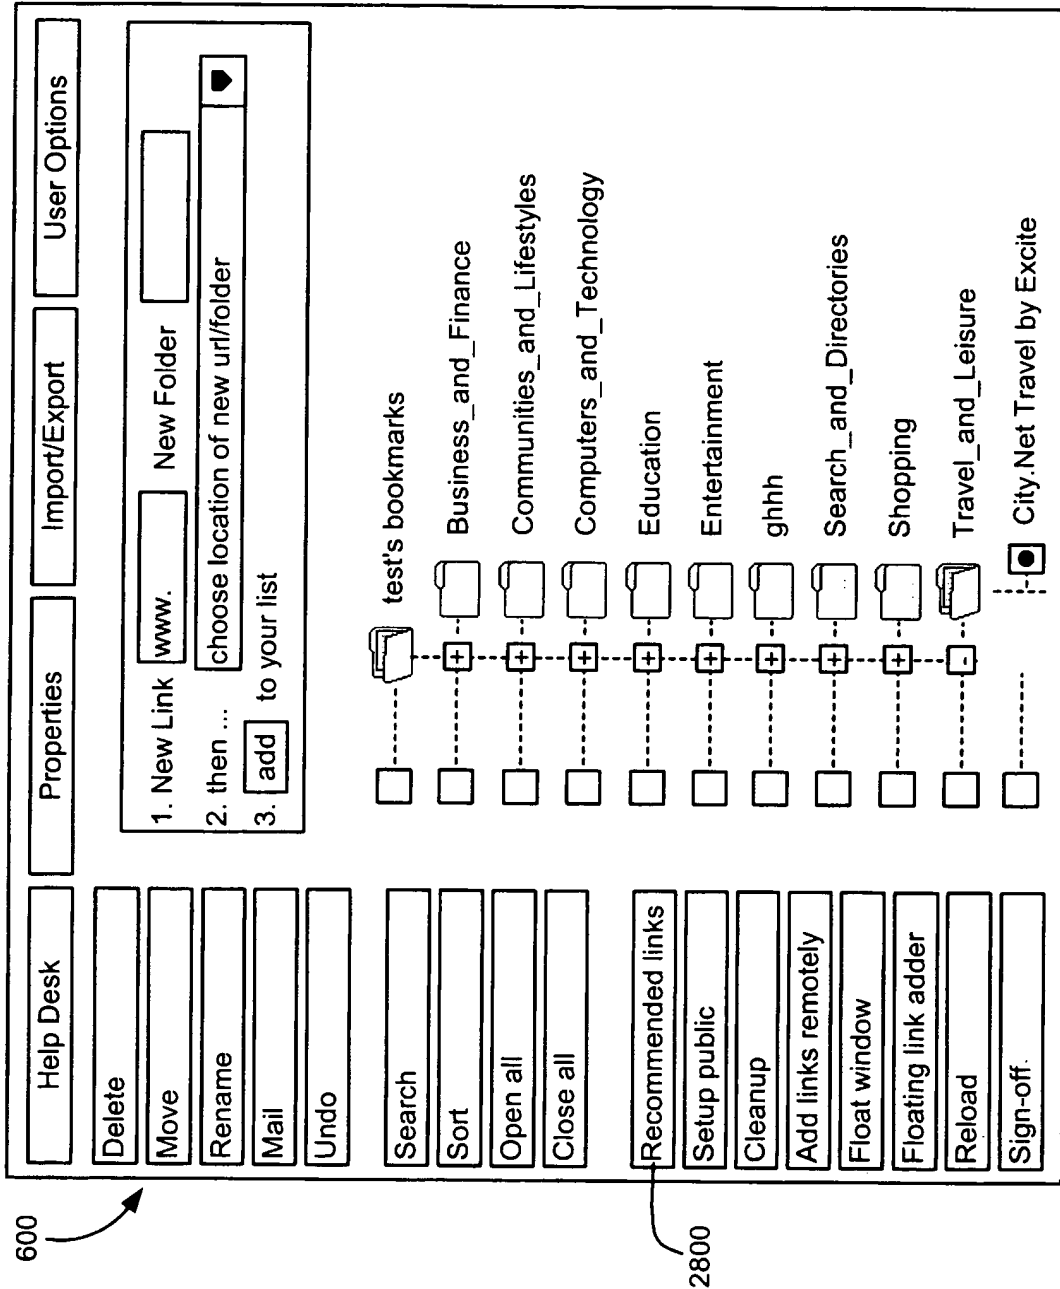 600
Help Desk
Properties
Import/Export
User Options
Delete
Move
Rename
Mail
Undo
1. New Link www. New Folder
2. then ... choose location of new url/folder
3. add to your list
Search
Sort
Open all
Close all
2800
Recommended links
Setup public
Cleanup
Add links remotely
Float window
Floating link adder
Reload
Sign-off
test's bookmarks
+ Business_and_Finance
+ Communities_and_Lifestyles
+ Computers_and_Technology
+ Education
+ Entertainment
+ ghhh
+ Search_and_Directories
+ Shopping
- Travel_and_Leisure
City.Net Travel by Excite